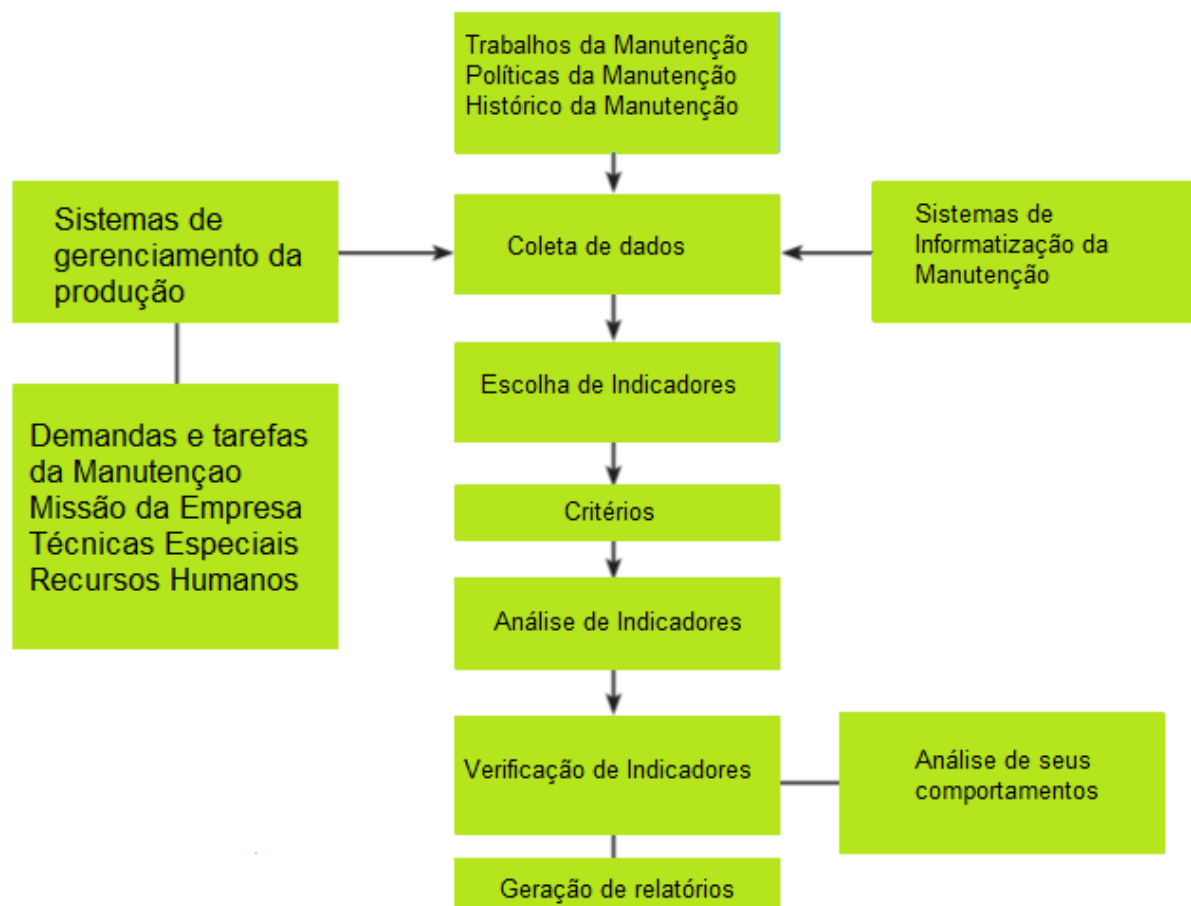 Trabalhos da Manutenção
Políticas da Manutenção
Histórico da Manutenção
Sistemas de
gerenciamento da
produção
Coleta de dados
Sistemas de
Informatização da
Manutenção
Escolha de Indicadores
Demandas e tarefas
da Manutençao
Missão da Empresa
Técnicas Especiais
Recursos Humanos
Critérios
Análise de Indicadores
Verificação de Indicadores
Análise de seus
comportamentos
Geração de relatórios